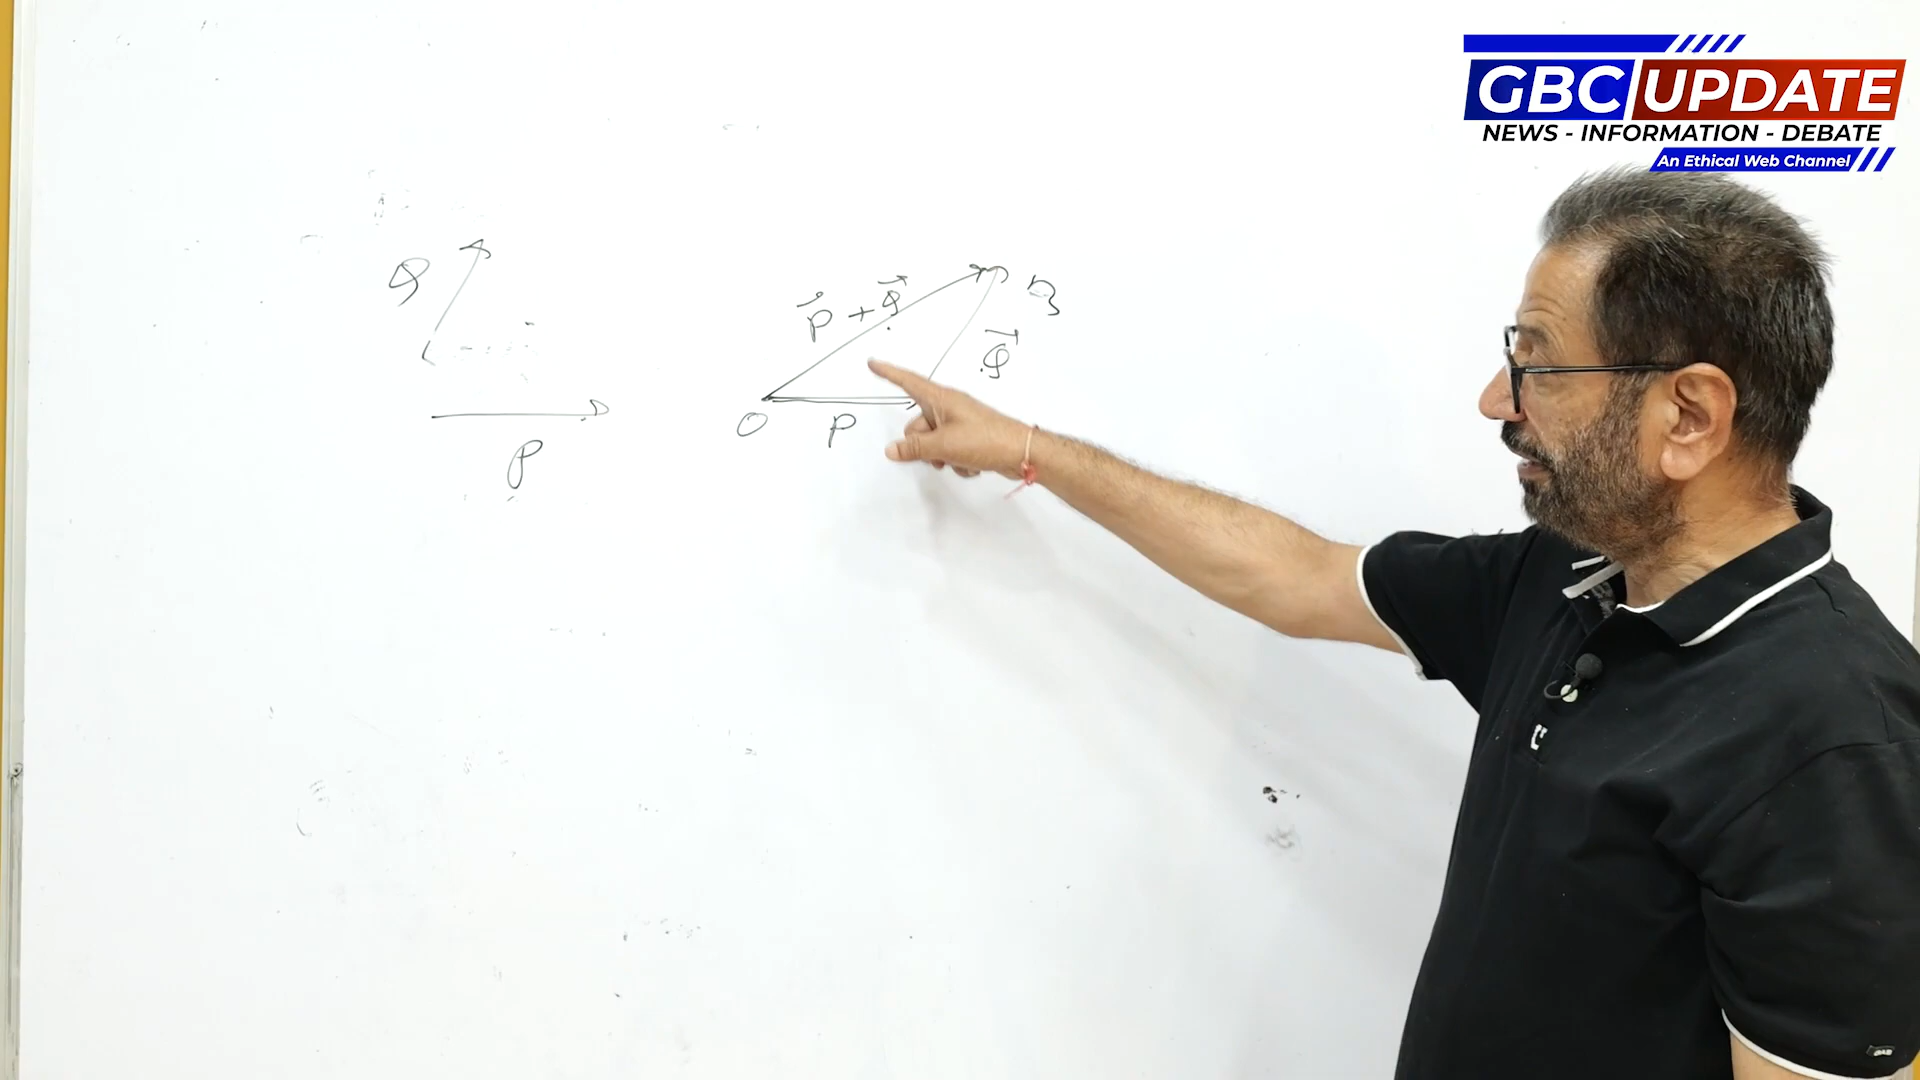 GBC UPDATE
NEWS - INFORMATION - DEBATE
An Ethical Web Channel
Q
P
P + Q
B
Q
O
P